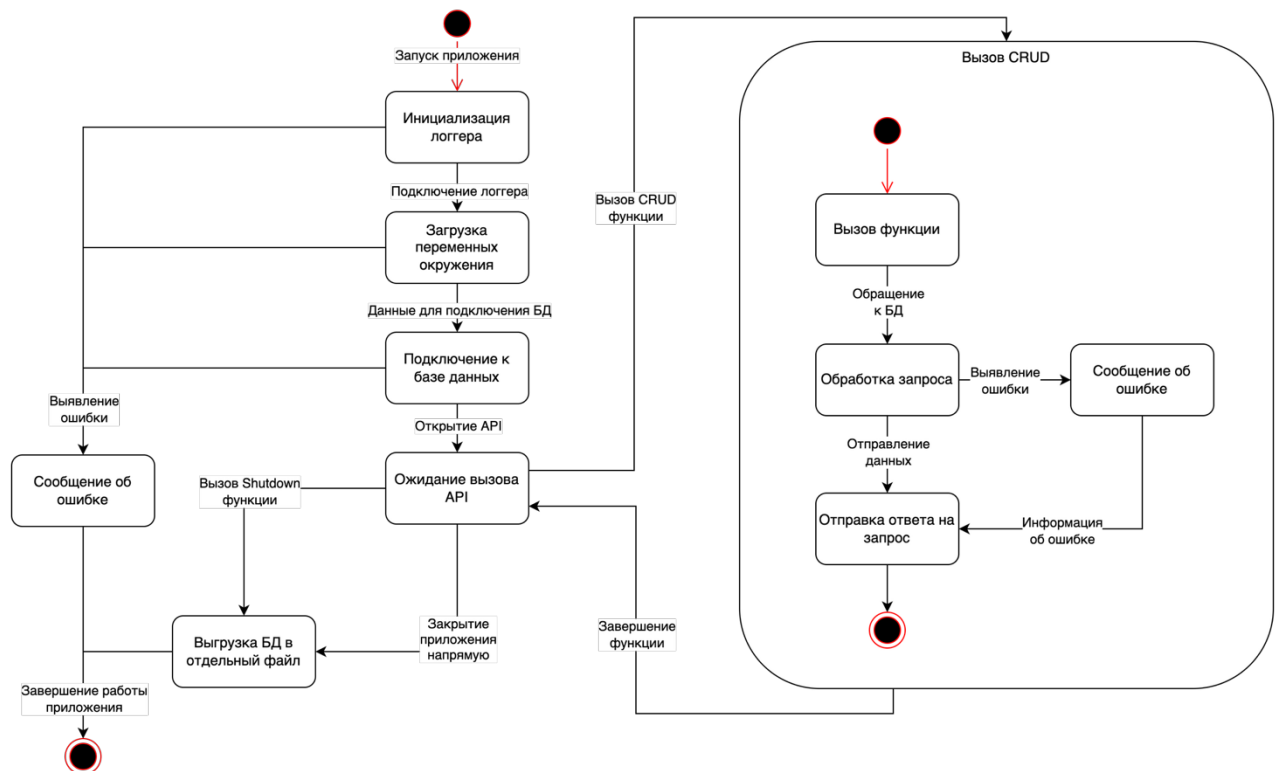 Запуск приложения
Инициализация
логгера
Подключение логгера
Загрузка
переменных
окружения
Данные для подключения БД
Подключение к
базе данных
Выявление
ошибки
Открытие API
Сообщение об
ошибке
Вызов Shutdown
функции
Ожидание вызова
API
Выгрузка БД в
отдельный файл
Закрытие
приложения
напрямую
Завершение работы
приложения
Вызов CRUD
функции
Завершение
функции
Вызов CRUD
Вызов функции
Обращение
к БД
Обработка запроса
Выявление
ошибки
Сообщение об
ошибке
Отправление
данных
Отправка ответа на
запрос
Информация
об ошибке